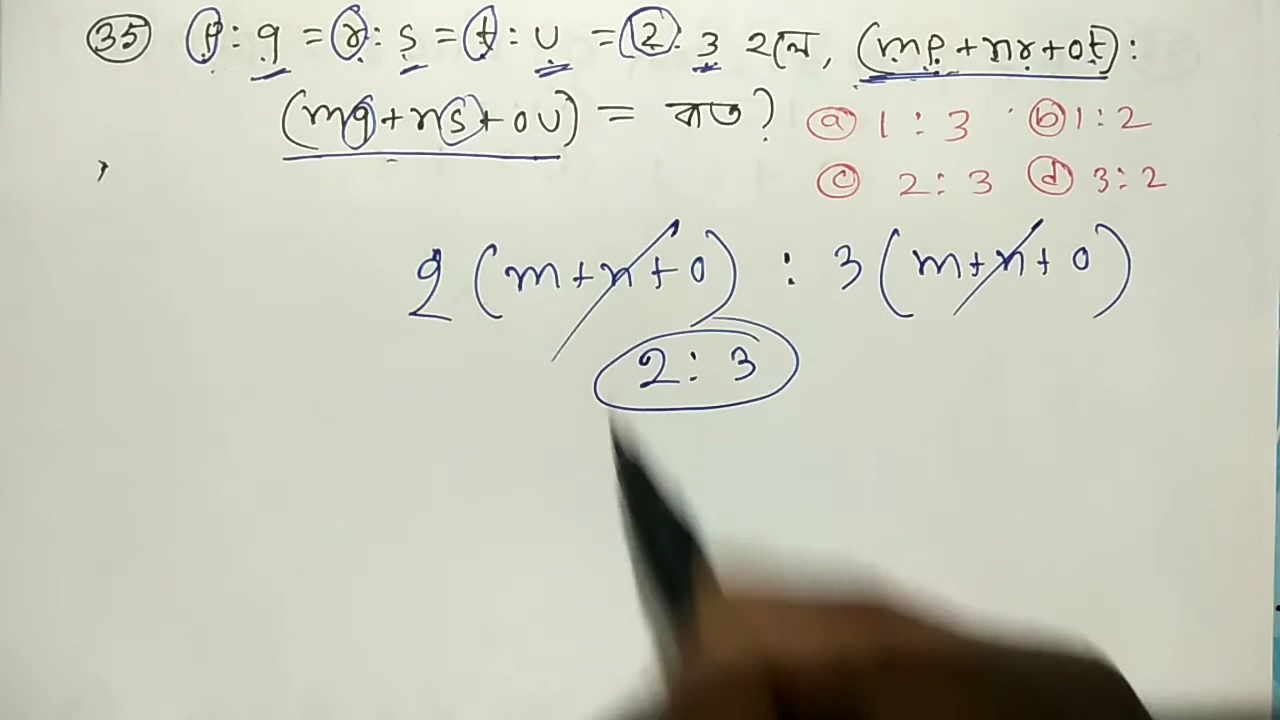 35 p : q = r : s = t : u = 2 : 3 হলে, (mp + nr + ot) :
(mq + ns + ou) = কত?
a 1 : 3 b 1 : 2
c 2 : 3 d 3 : 2
2 (m + n + o) : 3 (m + n + o)
2 : 3